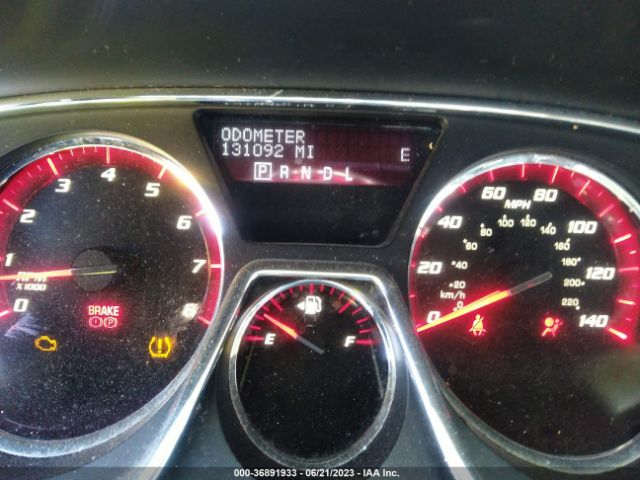 ODOMETER
131092 MI E
P R N D L
0 1 2 3 4 5 6 7 8
RPM
X1000
BRAKE
P
E F
0 20 40 60 80 100 120 140
MPH
0 20 40 60 80 100 120 140 160 180 200 220
km/h
000-36891933 - 06/21/2023 - IAA Inc.